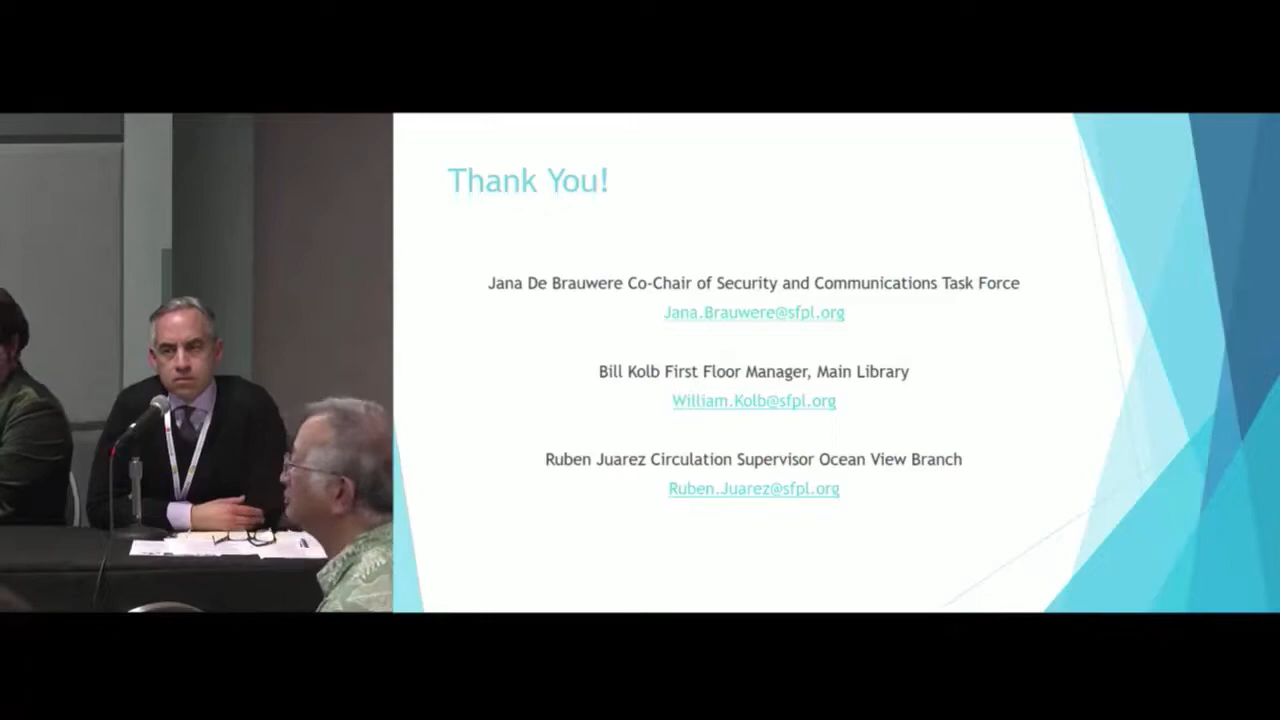 Thank You!
Jana De Brauwere Co-Chair of Security and Communications Task Force
Jana.Brauwere@sfpl.org
Bill Kolb First Floor Manager, Main Library
William.Kolb@sfpl.org
Ruben Juarez Circulation Supervisor Ocean View Branch
Ruben.Juarez@sfpl.org